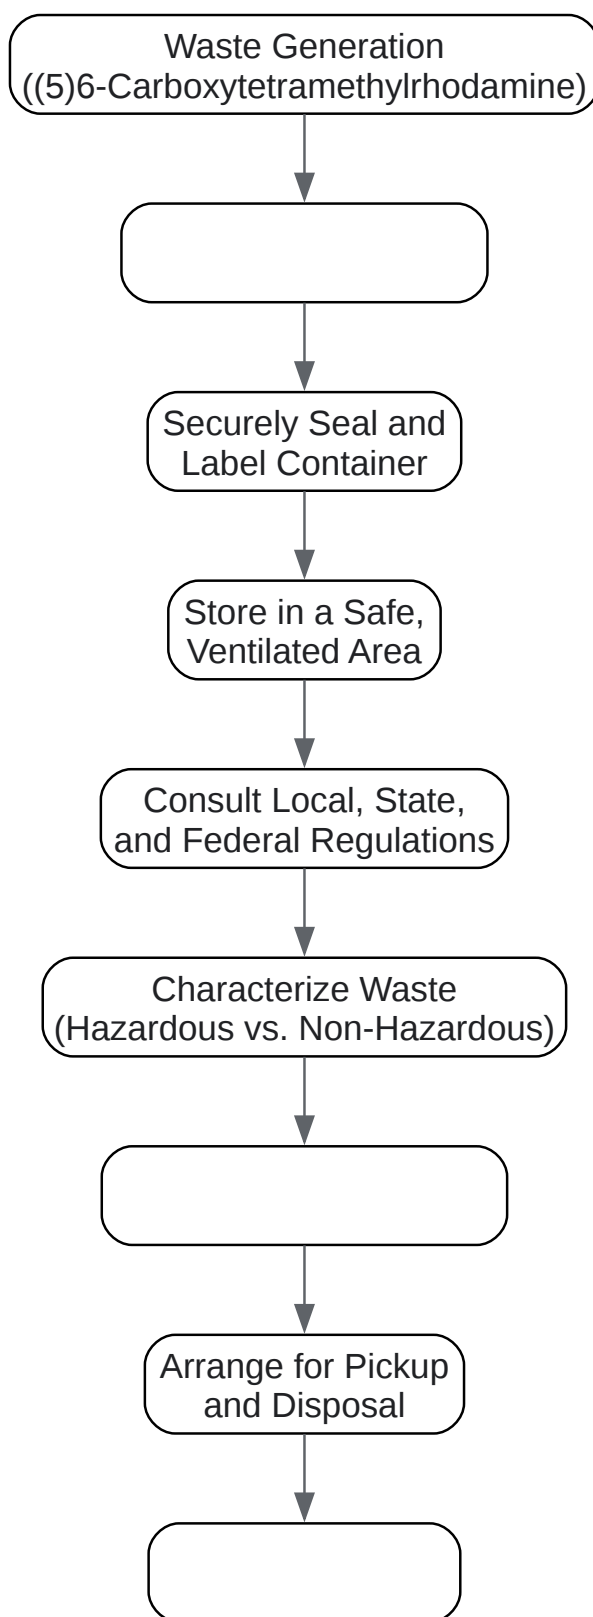 Waste Generation
((5)6-Carboxytetramethylrhodamine)
Securely Seal and
Label Container
Store in a Safe,
Ventilated Area
Consult Local, State,
and Federal Regulations
Characterize Waste
(Hazardous vs. Non-Hazardous)
Arrange for Pickup
and Disposal